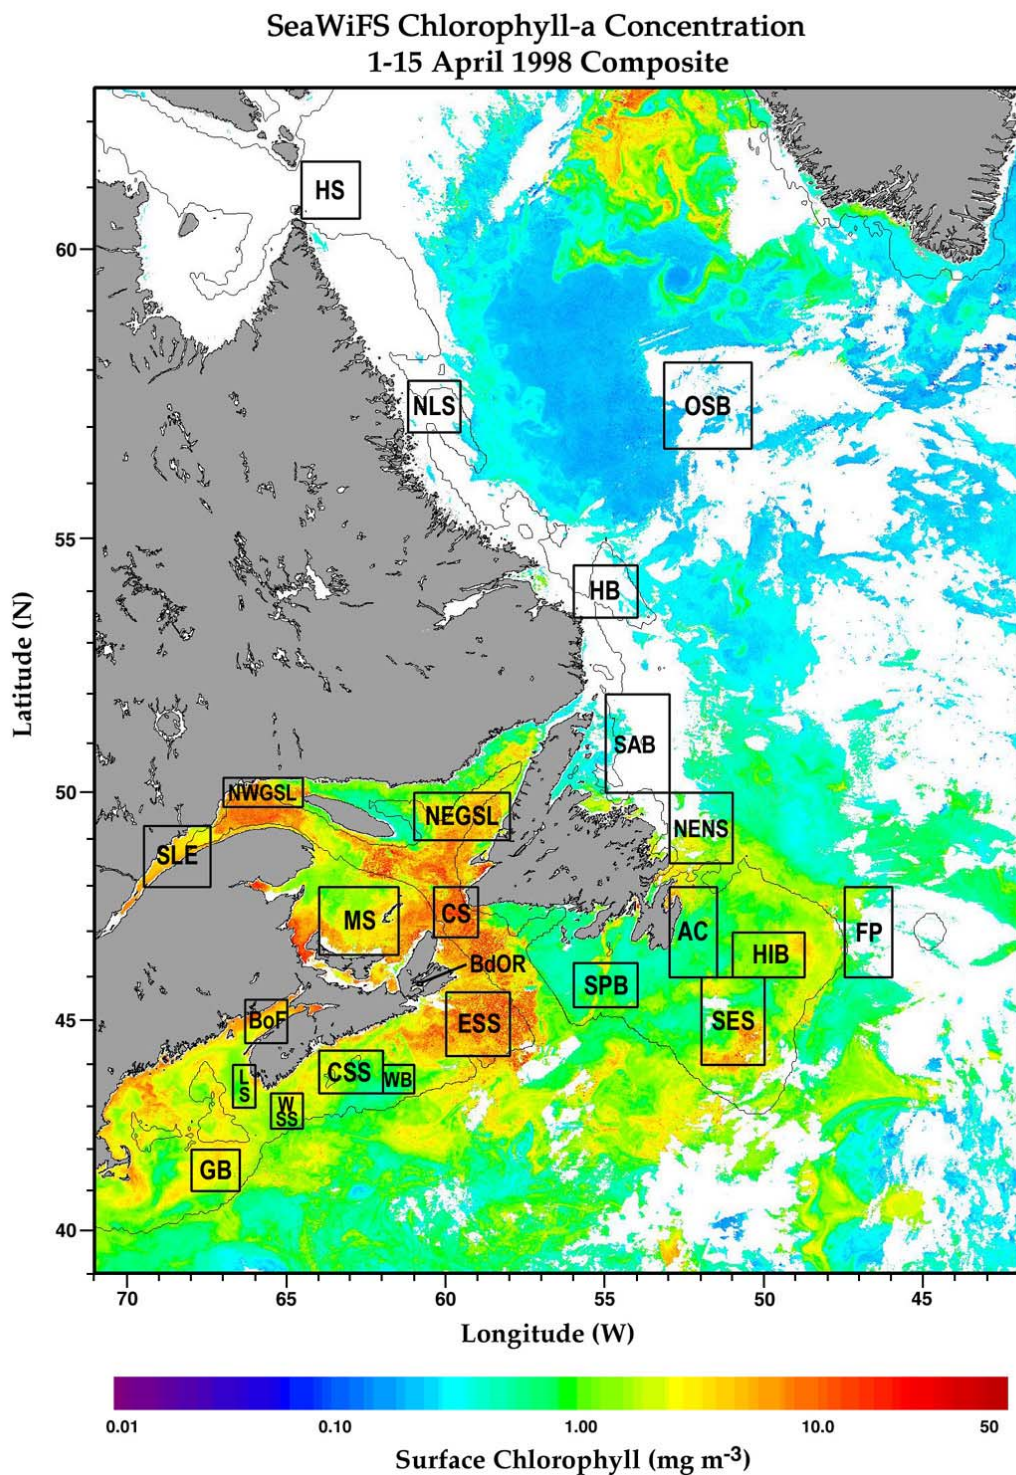 SeaWiFS Chlorophyll-a Concentration
1-15 April 1998 Composite
HS
60
NLS
OSB
55
HB
Latitude (N)
SAB
50
NWGSL
NEGSL
NENS
SLE
MS
CS
AC
FP
HIB
BdOR
SPB
45
BoF
ESS
SES
CSS
WB
L
S
W
SS
GB
40
70 65 60 55 50 45
Longitude (W)
0.01 0.10 1.00 10.0 50
Surface Chlorophyll (mg m-3)